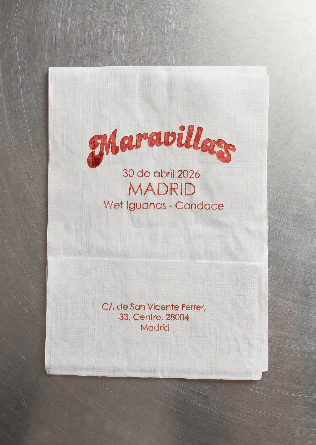 Maravillas
30 de abril 2026
MADRID
Wet Iguanas - Candace
C/. de San Vicente Ferrer,
33, Centro, 28004
Madrid